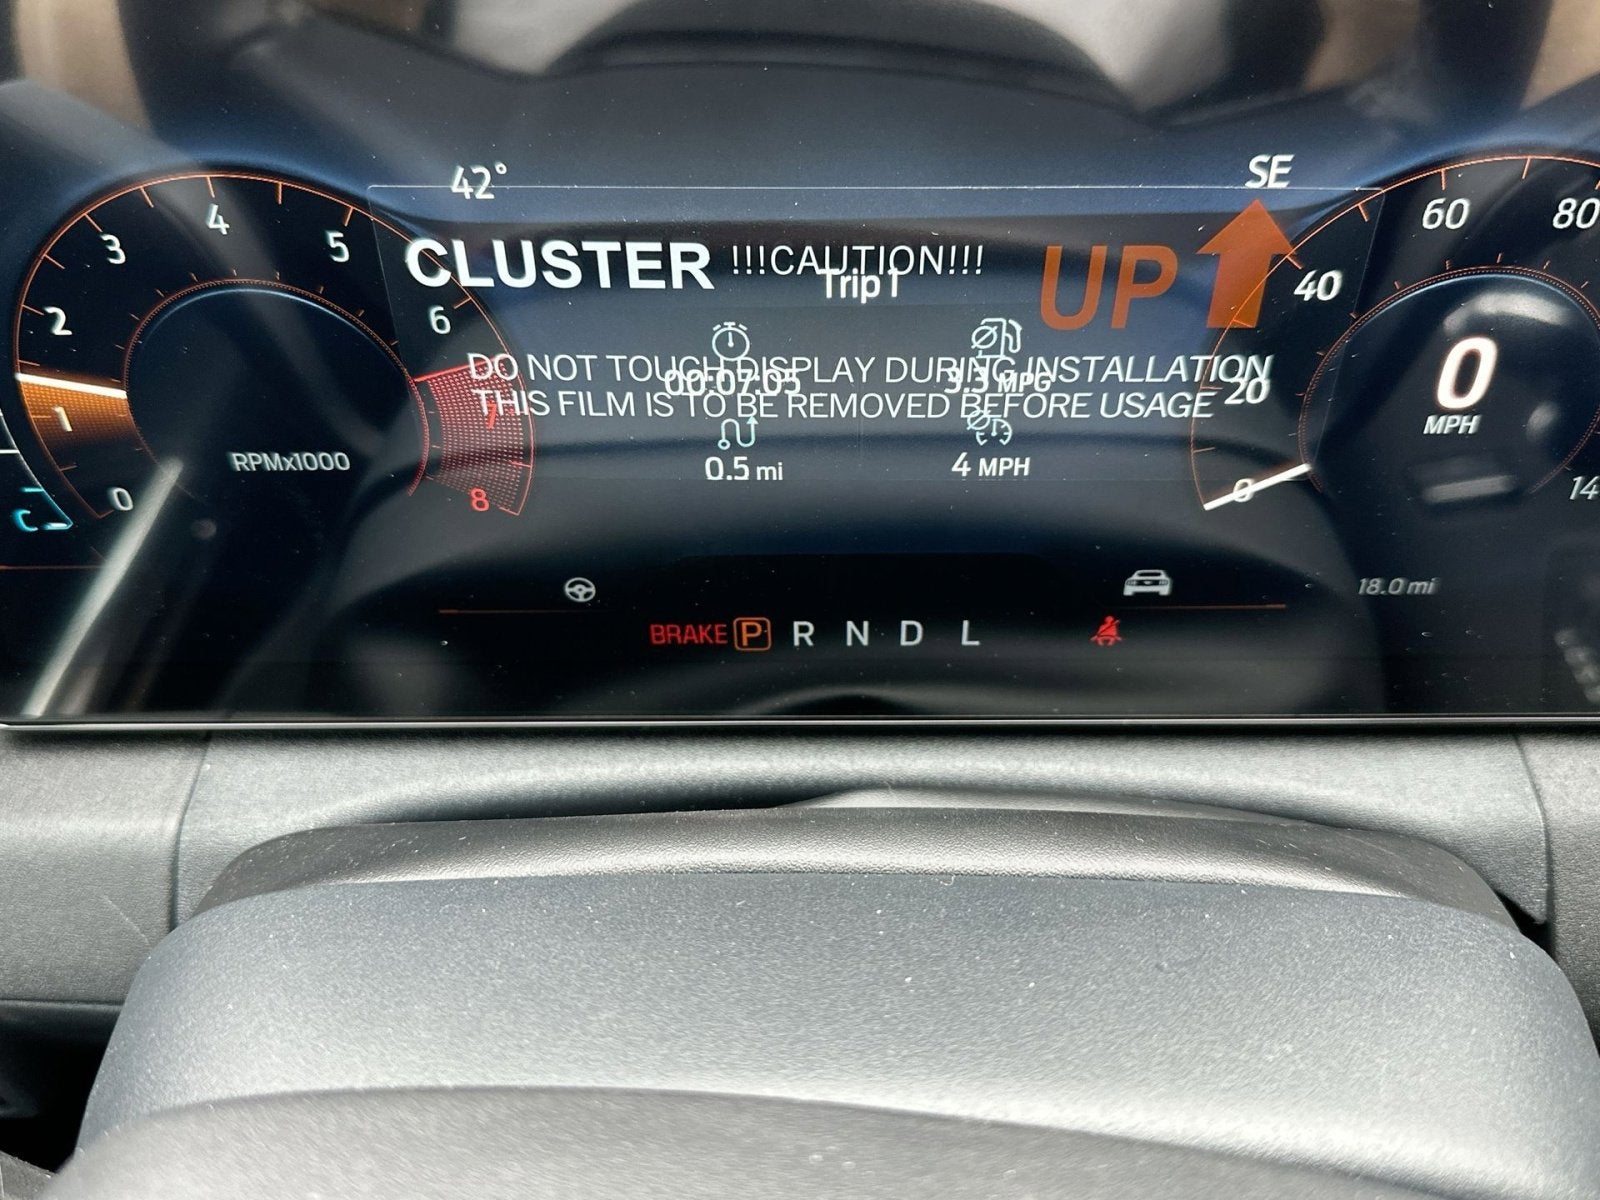 42°
SE
CLUSTER !!!CAUTION!!! UP
Trip 1
DO NOT TOUCH DISPLAY DURING INSTALLATION
THIS FILM IS TO BE REMOVED BEFORE USAGE
00:07:05
3.3 MPG
0.5 mi
4 MPH
0
1
2
3
4
5
6
7
8
RPMx1000
C
0
20
40
60
80
14
0
MPH
18.0 mi
BRAKE P R N D L